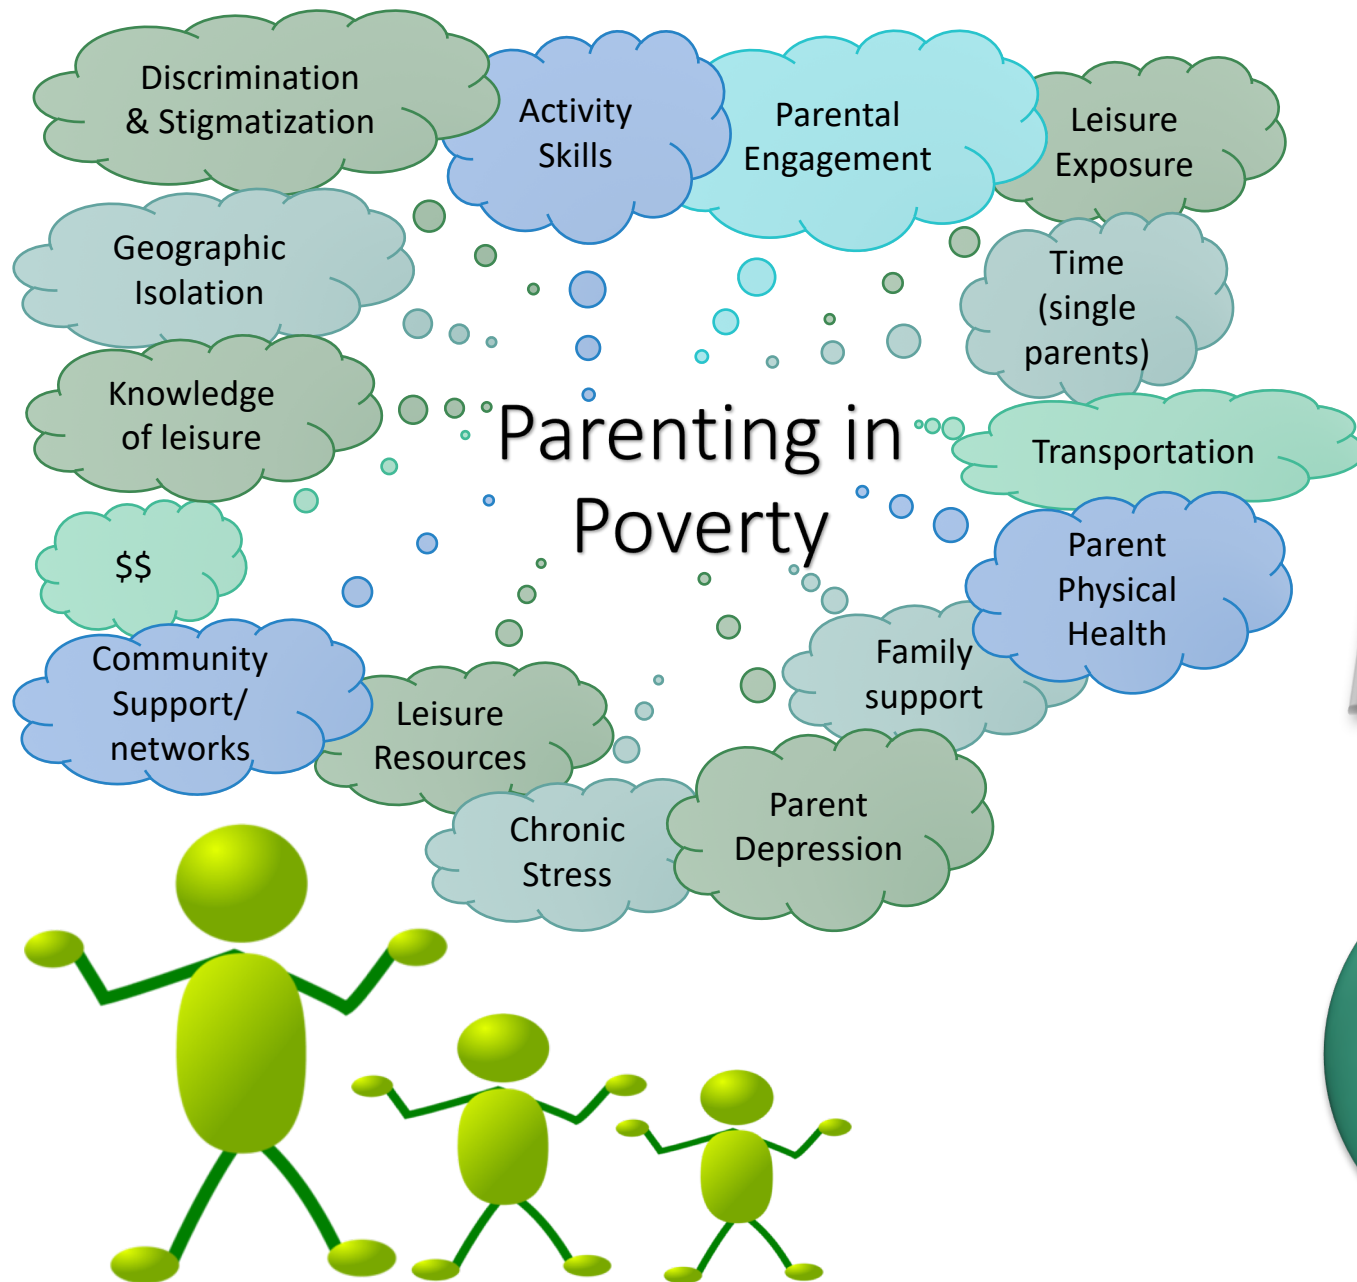 Discrimination
& Stigmatization
Activity
Skills
Parental
Engagement
Leisure
Exposure
Geographic
Isolation
Time
(single
parents)
Knowledge
of leisure
Parenting in
Poverty
Transportation
$$
Parent
Physical
Health
Community
Support/
networks
Family
support
Leisure
Resources
Chronic
Stress
Parent
Depression